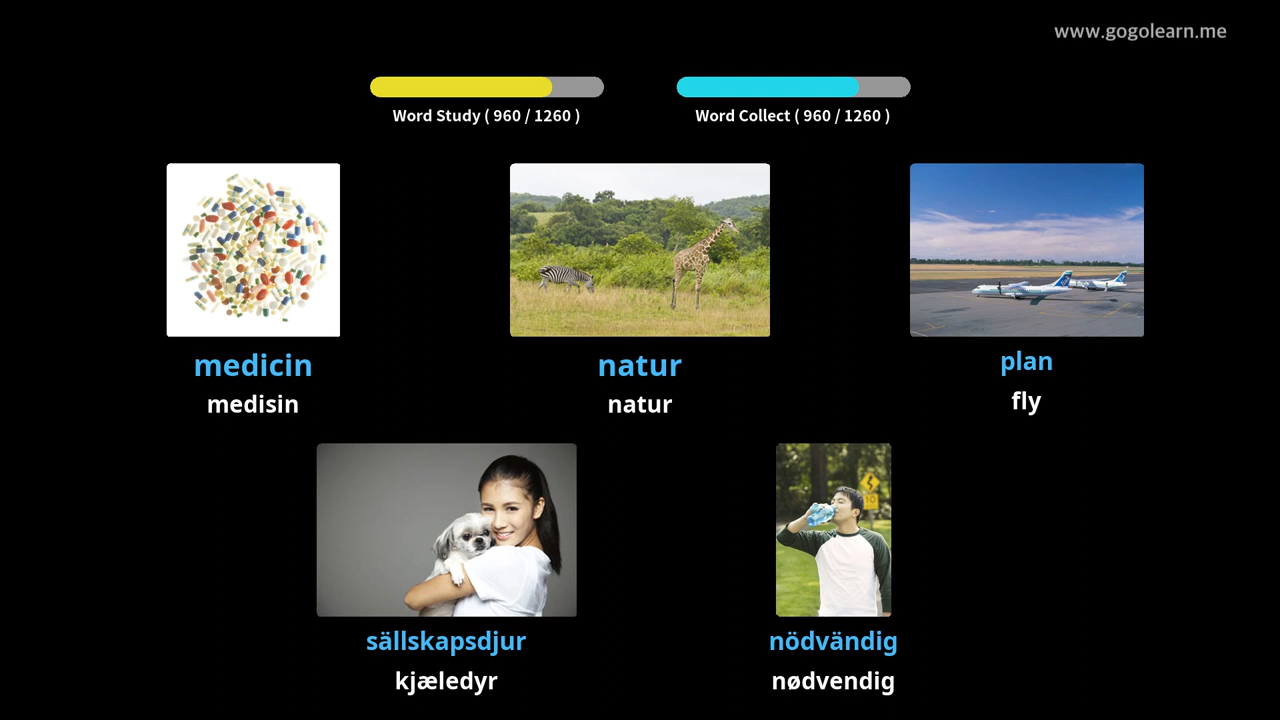 www.gogolearn.me
Word Study ( 960 / 1260 )
Word Collect ( 960 / 1260 )
medicin
medisin
natur
natur
plan
fly
sällskapsdjur
kjæledyr
nödvändig
nødvendig